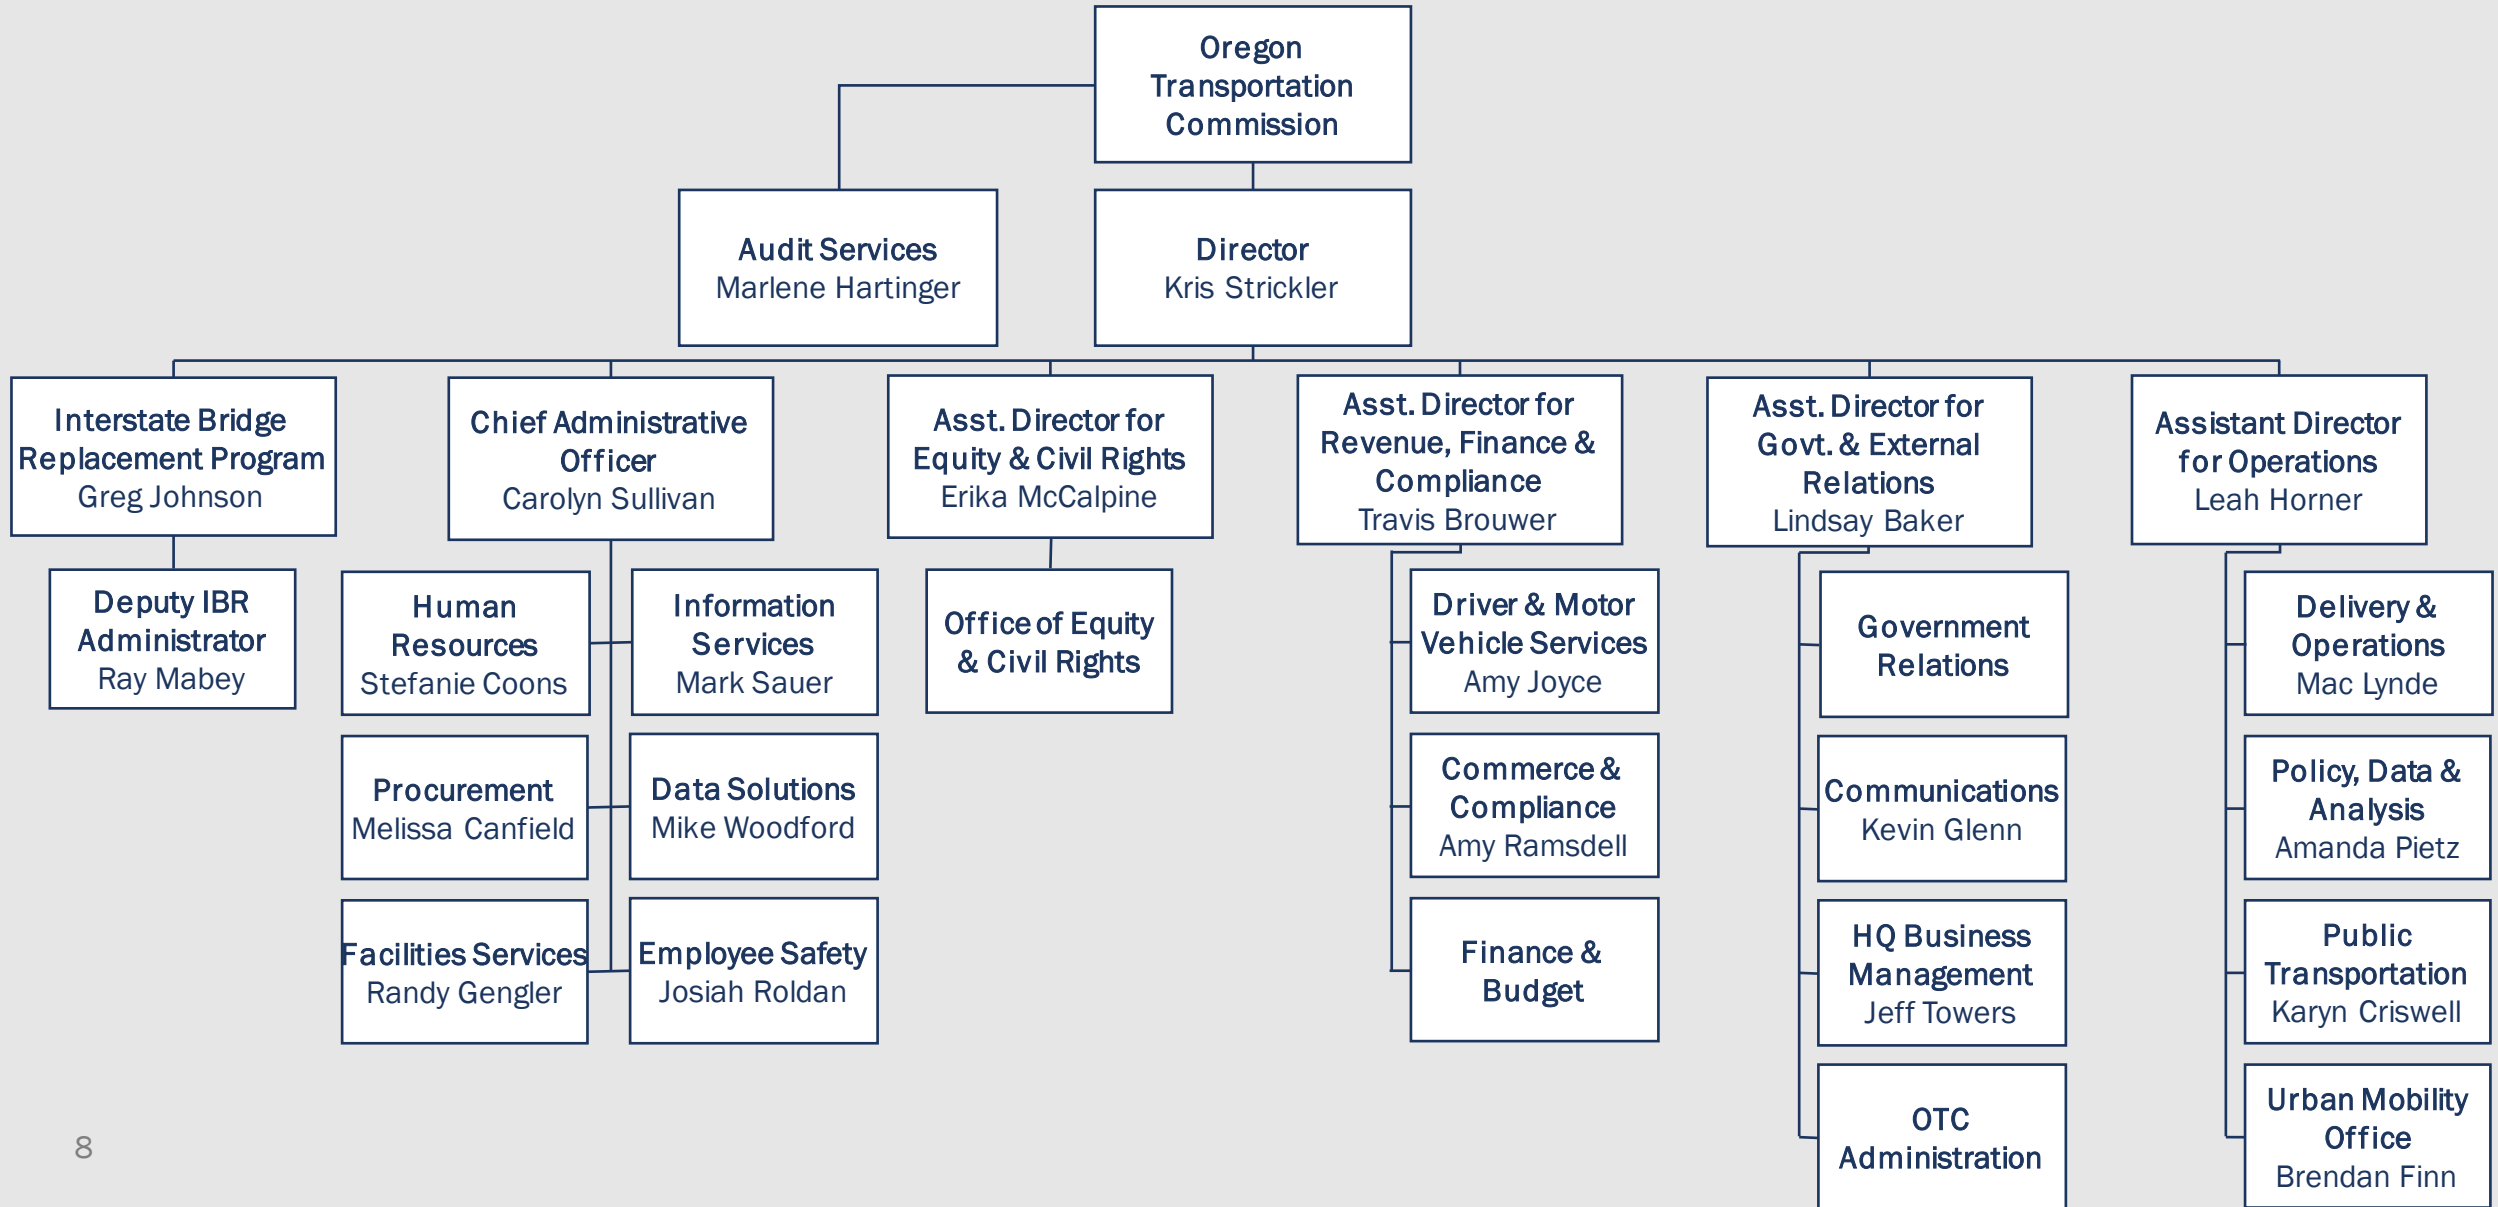 Oregon
Transportation
Commission
Audit Services
Marlene Hartinger
Director
Kris Strickler
Interstate Bridge
Replacement Program
Greg Johnson
Chief Administrative
Officer
Carolyn Sullivan
Asst. Director for
Equity & Civil Rights
Erika McCalpine
Asst. Director for
Revenue, Finance &
Compliance
Travis Brouwer
Asst. Director for
Govt. & External
Relations
Lindsay Baker
Assistant Director
for Operations
Leah Horner
Deputy IBR
Administrator
Ray Mabey
Human
Resources
Stefanie Coons
Information
Services
Mark Sauer
Office of Equity
& Civil Rights
Driver & Motor
Vehicle Services
Amy Joyce
Government
Relations
Delivery &
Operations
Mac Lynde
Procurement
Melissa Canfield
Data Solutions
Mike Woodford
Commerce &
Compliance
Amy Ramsdell
Communications
Kevin Glenn
Policy, Data &
Analysis
Amanda Pietz
Facilities Services
Randy Gengler
Employee Safety
Josiah Roldan
Finance &
Budget
HQ Business
Management
Jeff Towers
Public
Transportation
Karyn Criswell
OTC
Administration
Urban Mobility
Office
Brendan Finn
8